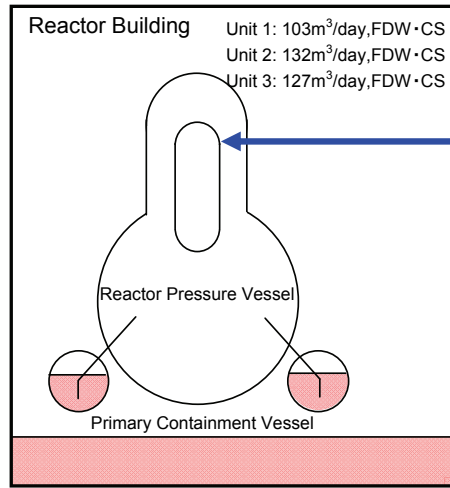 Reactor Building
Unit 1: 103m³/day,FDW・CS
Unit 2: 132m³/day,FDW・CS
Unit 3: 127m³/day,FDW・CS
Reactor Pressure Vessel
Primary Containment Vessel